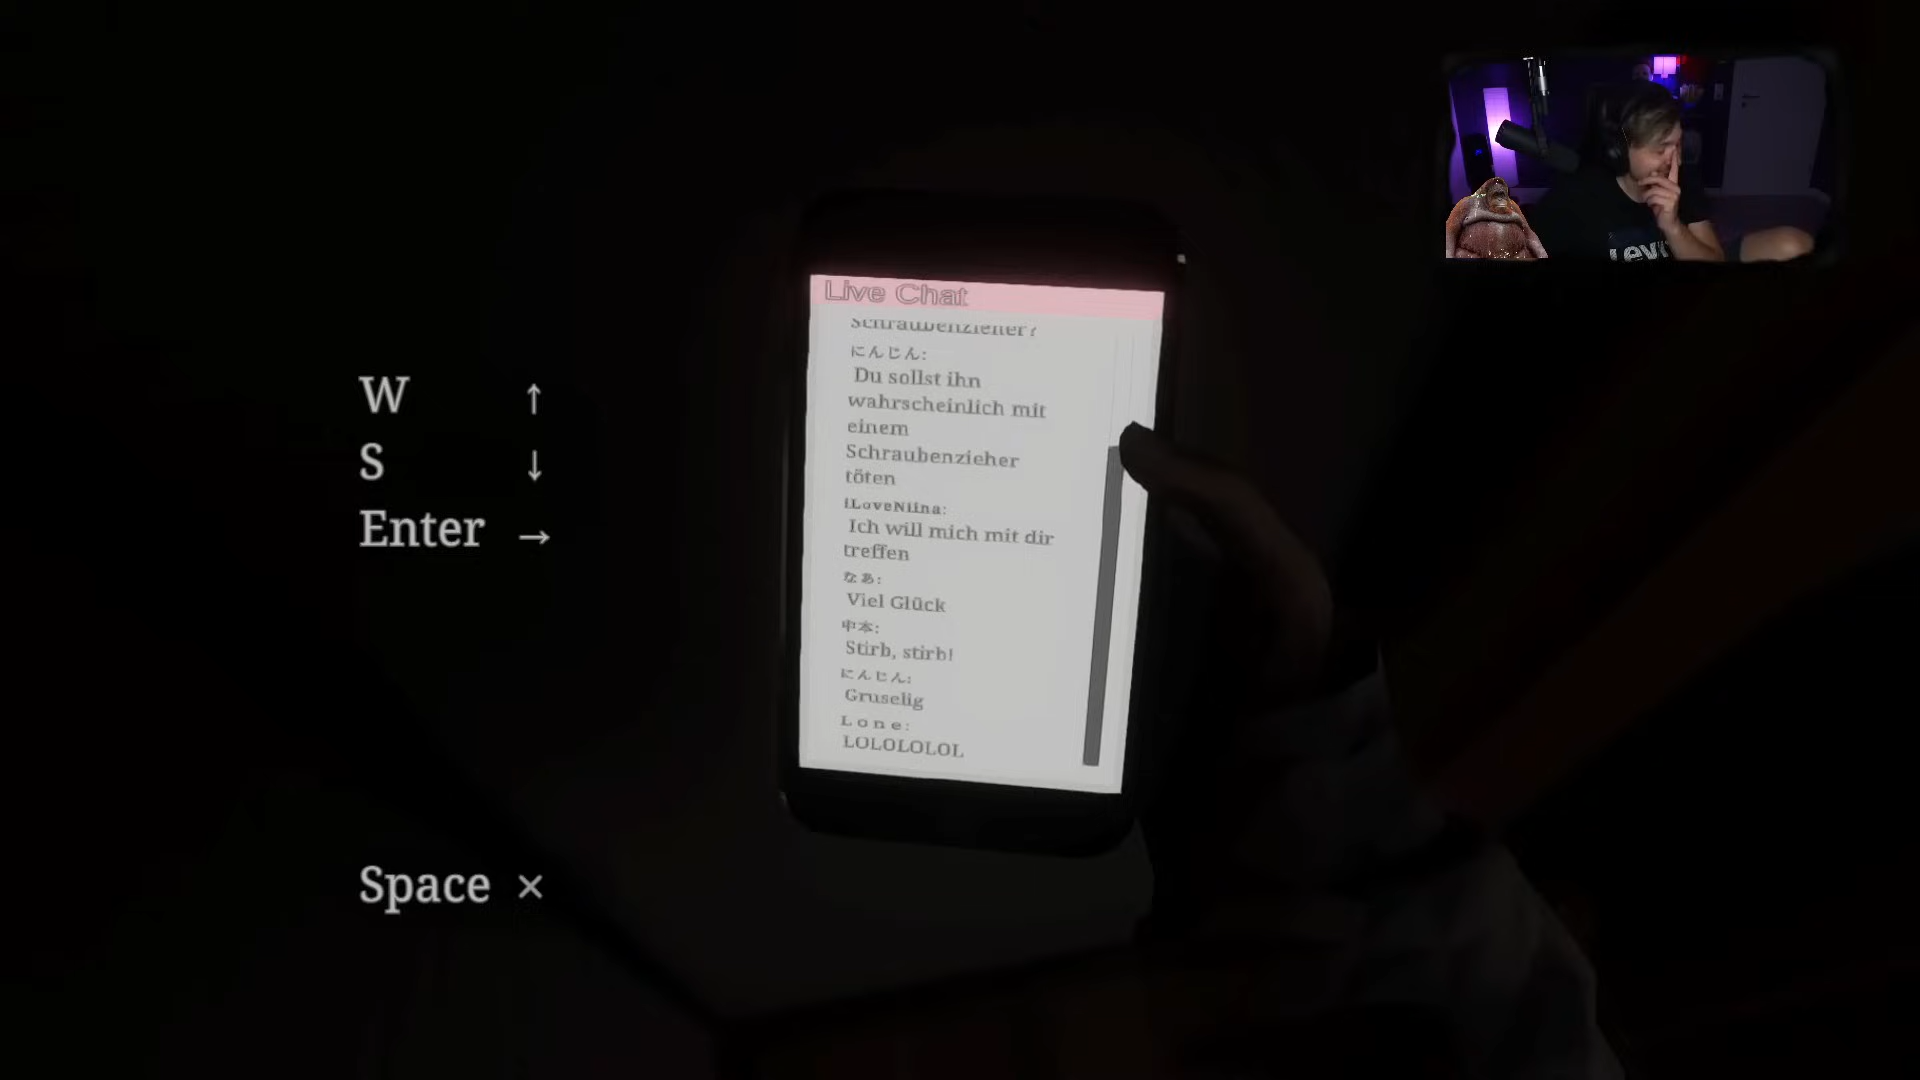 Live Chat
Schraubenzieher?
にんじん:
Du sollst ihn
wahrscheinlich mit
einem
Schraubenzieher
töten
iLoveNiina:
Ich will mich mit dir
treffen
なあ:
Viel Glück
中本:
Stirb, stirb!
にんじん:
Gruselig
Lone:
LOLOLOLOL
W ↑
S ↓
Enter →
Space ×